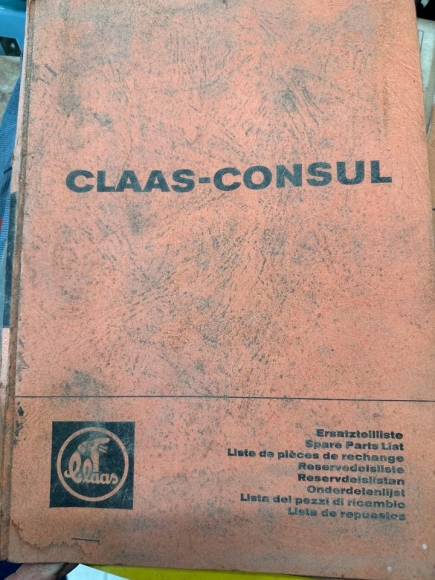 CLAAS-CONSUL
Claas
Ersatzteilliste
Spare Parts List
Liste de pièces de rechange
Reservedelsliste
Reservdelslistan
Onderdelenlijst
Lista dei pezzi di ricambio
Lista de repuestos